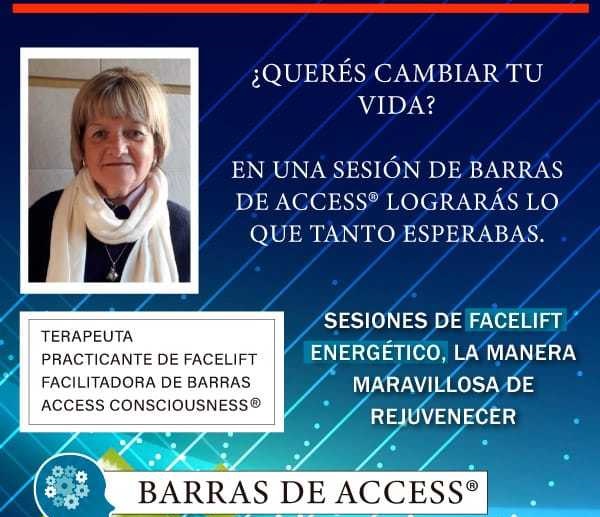 ¿QUERÉS CAMBIAR TU
VIDA?
EN UNA SESIÓN DE BARRAS
DE ACCESS® LOGRARÁS LO
QUE TANTO ESPERABAS.
TERAPEUTA
PRACTICANTE DE FACELIFT
FACILITADORA DE BARRAS
ACCESS CONSCIOUSNESS®
SESIONES DE FACELIFT
ENERGÉTICO, LA MANERA
MARAVILLOSA DE
REJUVENECER
BARRAS DE ACCESS®